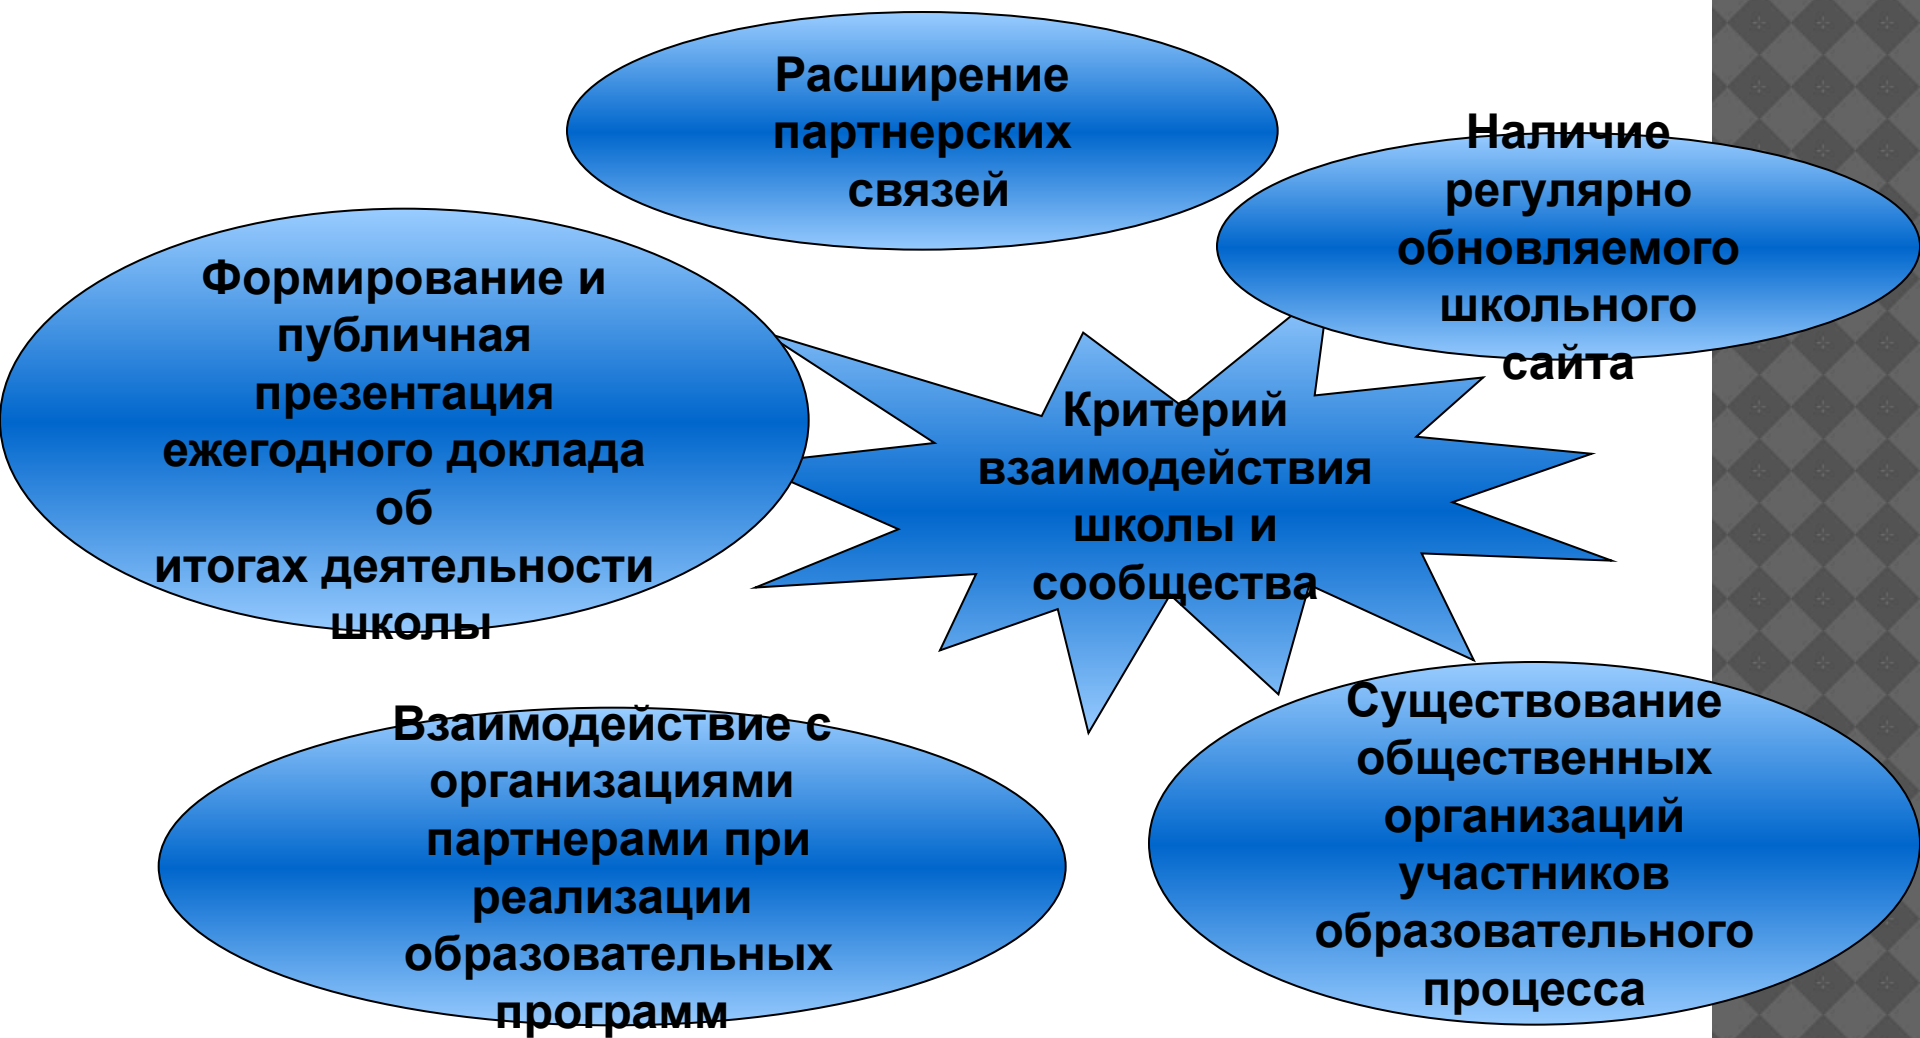 Расширение
партнерских
связей
Наличие
регулярно
обновляемого
школьного
сайта
Формирование и
публичная
презентация
ежегодного доклада
об
итогах деятельности
школы
Критерий
взаимодействия
школы и
сообщества
Взаимодействие с
организациями
партнерами при
реализации
образовательных
программ
Существование
общественных
организаций
участников
образовательного
процесса